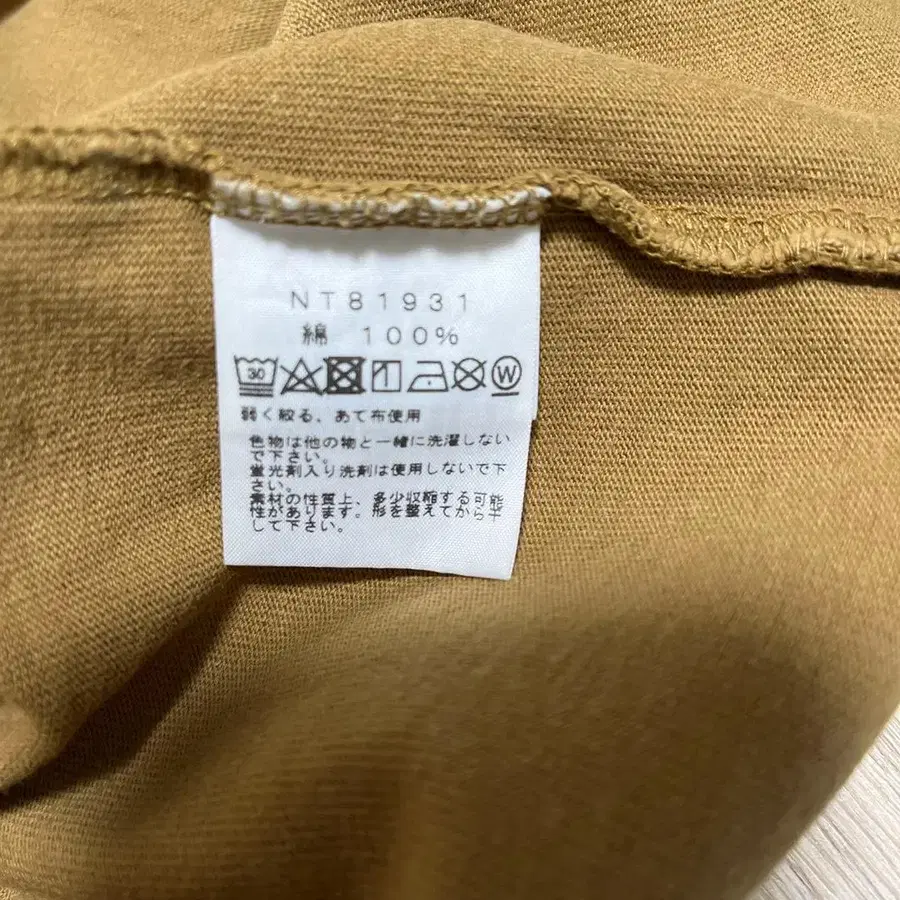 NT81931
綿 100%
30 W
弱く絞る、あて布使用
色物は他の物と一緒に洗濯しない
で下さい。
蛍光剤入り洗剤は使用しないで下
さい。
素材の性質上、多少収縮する可能
性があります。形を整えてから干
して下さい。